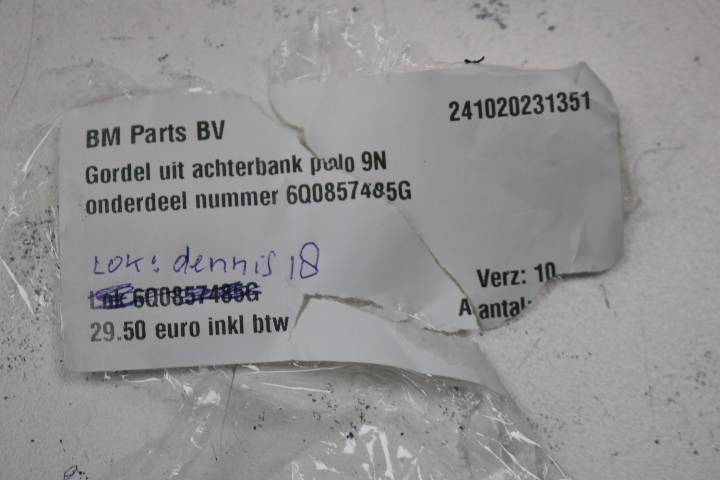 241020231351
BM Parts BV
Gordel uit achterbank polo 9N
onderdeel nummer 6Q0857485G
LOK: dennis 18
Lok 6Q0857485G
Verz: 10
Aantal:
29.50 euro inkl btw